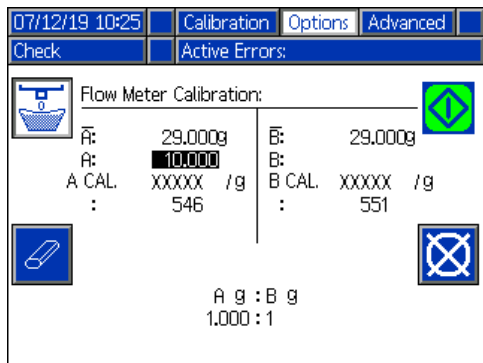 07/12/19 10:25 Calibration Options Advanced
Check Active Errors:
0
Flow Meter Calibration:
A̅: 29.000g B̅: 29.000g
A: 10.000 B:
A CAL. XXXXX /g B CAL. XXXXX /g
: 546 : 551
A g : B g
1.000 : 1